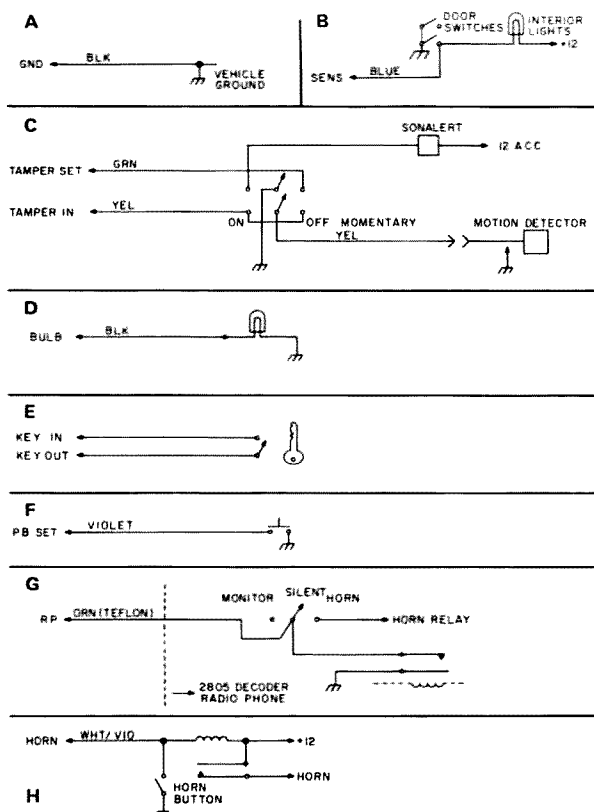 A
GND
BLK
VEHICLE
GROUND
B
DOOR
SWITCHES
INTERIOR
LIGHTS
+12
SENS
BLUE
C
SONALERT
12 ACC
TAMPER SET
GRN
TAMPER IN
YEL
ON
OFF
MOMENTARY
YEL
MOTION DETECTOR
D
BULB
BLK
E
KEY IN
KEY OUT
F
PB SET
VIOLET
G
MONITOR
SILENT
HORN
RP
ORN (TEFLON)
HORN RELAY
2805 DECODER
RADIO PHONE
HORN
WHT/VIO
+12
HORN
HORN
BUTTON
H